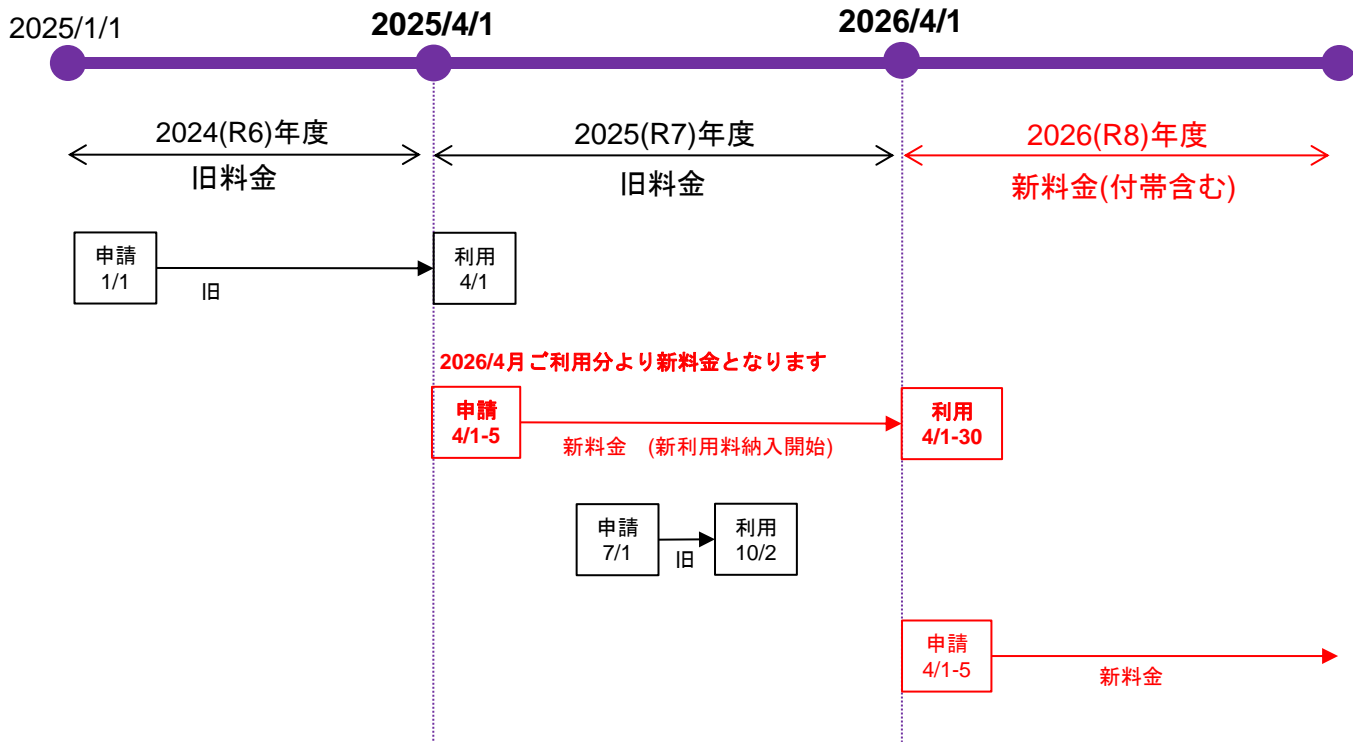 2025/1/1
2025/4/1
2026/4/1
2024(R6)年度
旧料金
2025(R7)年度
旧料金
2026(R8)年度
新料金(付帯含む)
申請
1/1
旧
利用
4/1
2026/4月ご利用分より新料金となります
申請
4/1-5
新料金　(新利用料納入開始)
利用
4/1-30
申請
7/1
旧
利用
10/2
申請
4/1-5
新料金